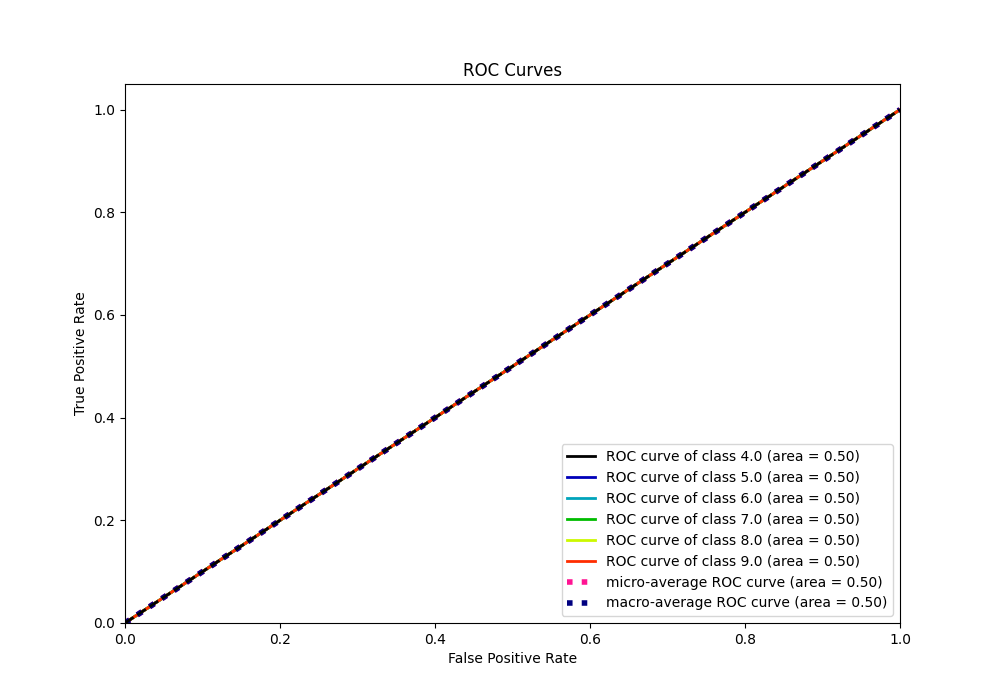 ROC Curves
True Positive Rate
1.0
0.8
0.6
0.4
0.2
0.0
ROC curve of class 4.0 (area = 0.50)
ROC curve of class 5.0 (area = 0.50)
ROC curve of class 6.0 (area = 0.50)
ROC curve of class 7.0 (area = 0.50)
ROC curve of class 8.0 (area = 0.50)
ROC curve of class 9.0 (area = 0.50)
micro-average ROC curve (area = 0.50)
macro-average ROC curve (area = 0.50)
0.0 0.2 0.4 0.6 0.8 1.0
False Positive Rate